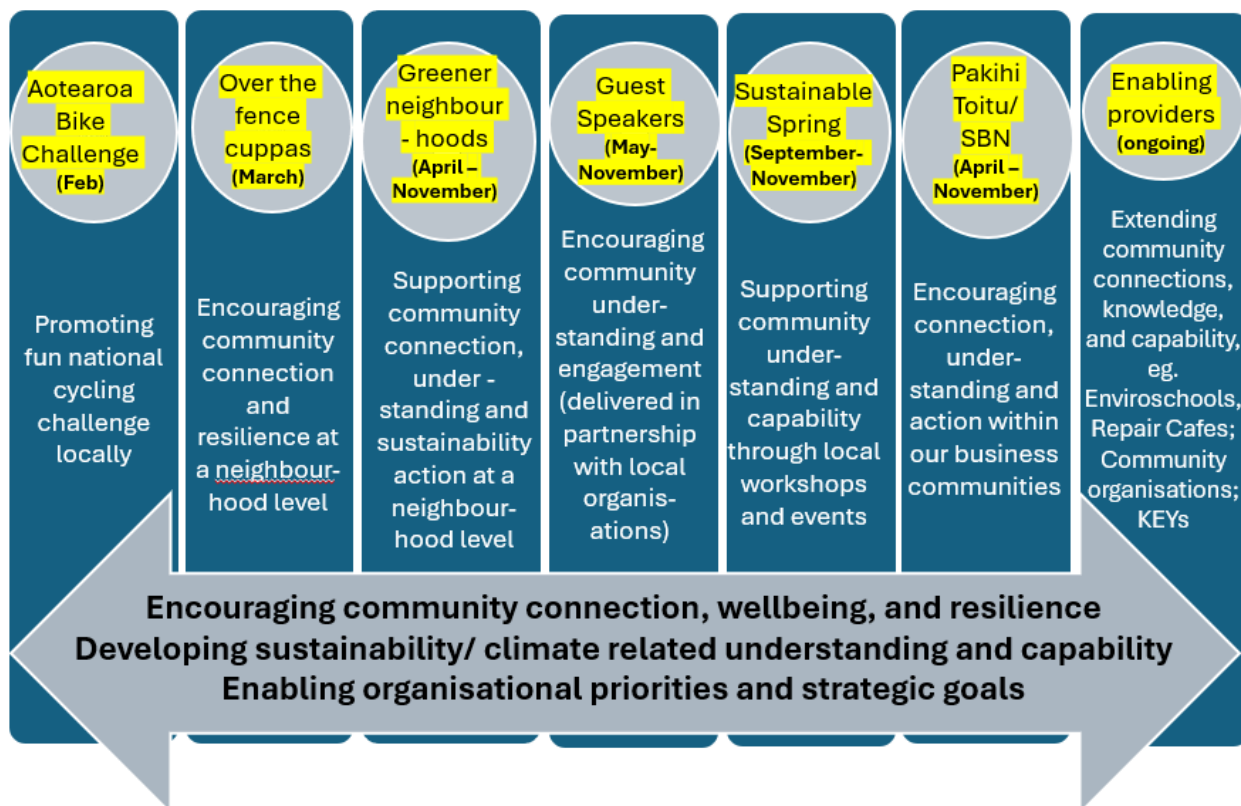 Aotearoa
Bike
Challenge
(Feb)
Promoting
fun national
cycling
challenge
locally
Over the
fence
cuppas
(March)
Encouraging
community
connection
and
resilience at
a neighbour-
hood level
Greener
neighbour
- hoods
(April –
November)
Supporting
community
connection,
under -
standing and
sustainability
action at a
neighbour-
hood level
Guest
Speakers
(May-
November)
Encouraging
community
under-
standing and
engagement
(delivered in
partnership
with local
organis-
ations)
Sustainable
Spring
(September-
November)
Supporting
community
under-
standing and
capability
through local
workshops
and events
Pakihi
Toitu/
SBN
(April –
November)
Encouraging
connection,
under-
standing and
action within
our business
communities
Enabling
providers
(ongoing)
Extending
community
connections,
knowledge,
and capability,
eg.
Enviroschools,
Repair Cafes;
Community
organisations;
KEYs
Encouraging community connection, wellbeing, and resilience
Developing sustainability/ climate related understanding and capability
Enabling organisational priorities and strategic goals